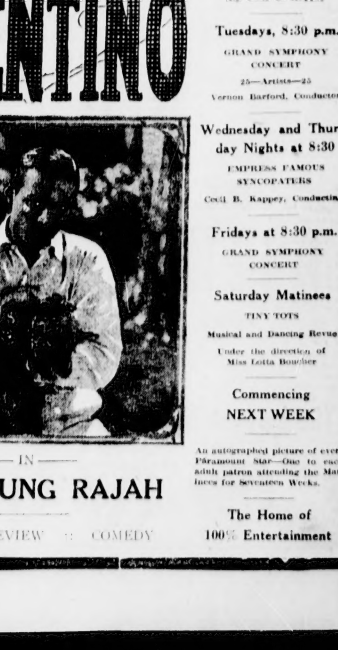 ENTINO
IN
UNG RAJAH
EVIEW :: COMEDY
Tuesdays, 8:30 p.m.
GRAND SYMPHONY
CONCERT
25—Artists—25
Vernon Barford, Conductor
Wednesday and Thur
day Nights at 8:30
EMPRESS FAMOUS
SYNCOPATERS
Cecil B. Kappey, Conducting
Fridays at 8:30 p.m.
GRAND SYMPHONY
CONCERT
Saturday Matinees
TINY TOTS
Musical and Dancing Revue
Under the direction of
Miss Lotta Boucher
Commencing
NEXT WEEK
An autographed picture of ever
Paramount Star—One to eac
adult patron attending the Mat
inees for Seventeen Weeks.
The Home of
100% Entertainment